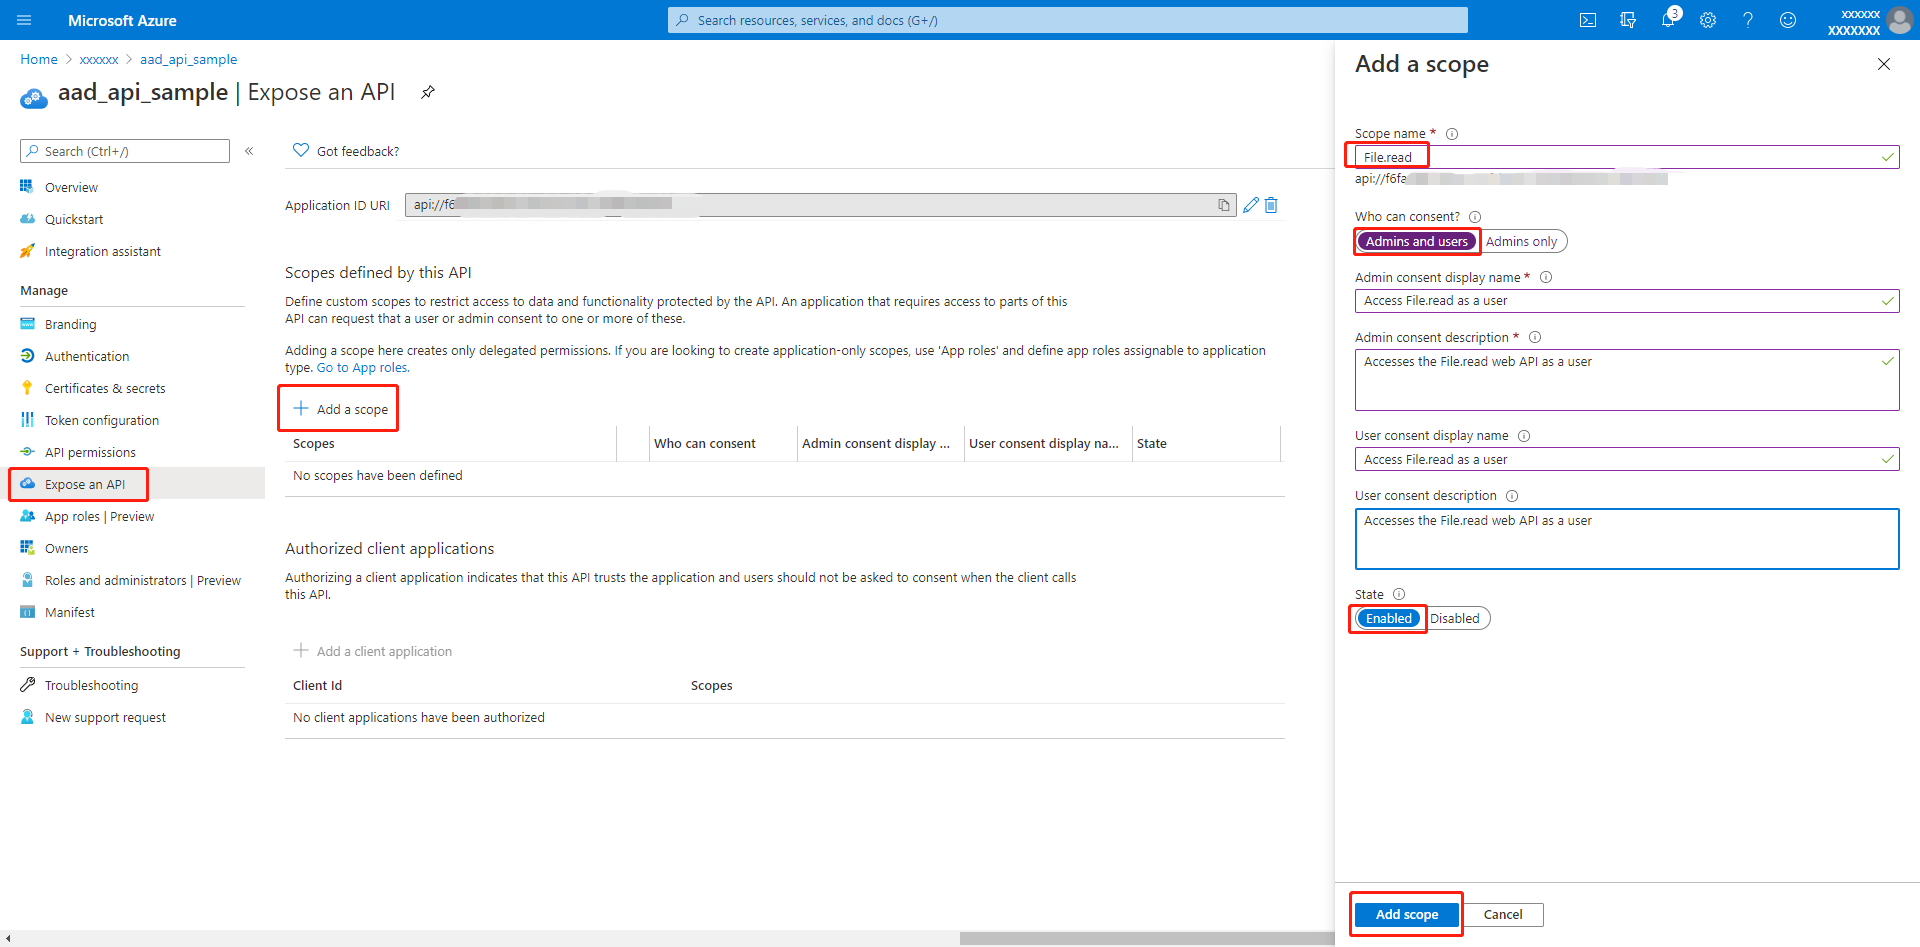 Microsoft Azure
Search resources, services, and docs (G+/)
3
xxxxxx
XXXXXXX
Home
xxxxxx
aad_api_sample
aad_api_sample | Expose an API
Search (Ctrl+/)
«
Overview
Quickstart
Integration assistant
Manage
Branding
Authentication
Certificates & secrets
Token configuration
API permissions
Expose an API
App roles | Preview
Owners
Roles and administrators | Preview
Manifest
Support + Troubleshooting
Troubleshooting
New support request
Got feedback?
Application ID URI
api://f6
Scopes defined by this API
Define custom scopes to restrict access to data and functionality protected by the API. An application that requires access to parts of this
API can request that a user or admin consent to one or more of these.
Adding a scope here creates only delegated permissions. If you are looking to create application-only scopes, use 'App roles' and define app roles assignable to application
type. Go to App roles.
Add a scope
Scopes
Who can consent
Admin consent display ...
User consent display na...
State
No scopes have been defined
Authorized client applications
Authorizing a client application indicates that this API trusts the application and users should not be asked to consent when the client calls
this API.
Add a client application
Client Id
Scopes
No client applications have been authorized
Add a scope
Scope name *
File.read
api://f6fa
Who can consent?
Admins and users
Admins only
Admin consent display name *
Access File.read as a user
Admin consent description *
Accesses the File.read web API as a user
User consent display name
Access File.read as a user
User consent description
Accesses the File.read web API as a user
State
Enabled
Disabled
Add scope
Cancel